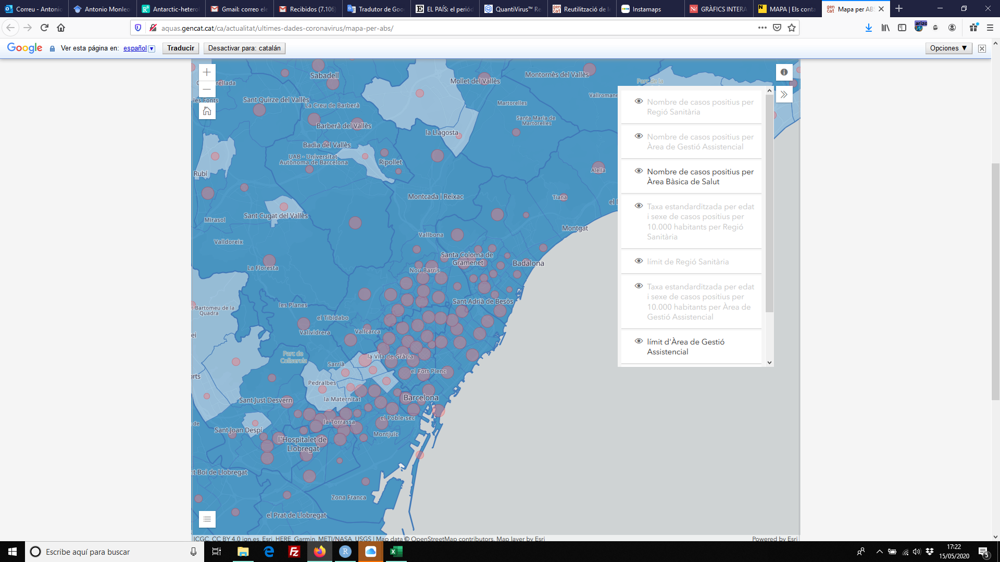 Correu - Antonio
Antonio Monleo
Antarctic-heterol
Gmail: correo ele
Recibidos (7.106)
Tradutor de Goo
EL PAÍS: el periód
QuantiVirus™ Re
Reutilització de l
Instamaps
GRÀFICS INTERA
MAPA | Els conta
Mapa per ABS
aquas.gencat.cat/ca/actualitat/ultimes-dades-coronavirus/mapa-per-abs/
Google
Ver esta página en: español
Traducir
Desactivar para: catalán
Opciones ▼
Sabadell
Mollet del Vallès
Montornès del Vallès
Parc de la
les Fonts
Sant Quirze del Vallès
La Creu de Barberà
Martorelles
Vallromane
Barberà del Vallès
Santa Maria de
Martorelles
la Llagosta
Badia del Vallès
UAB - Universitat
Autònoma de Barcelona
Ripollet
Rubí
Alella
Montcada i Reixac
Tiana
Sant Cugat del Vallès
Mirasol
Montgat
Vallbona
Valldoreix
Santa Coloma de
Gramenet
Badalona
La Floresta
Nou Barris
les Planes
Sant Adrià de Besòs
t Bartomeu de la
Quadra
el Tibidabo
Vallvidrera
Vallcarca
Parc de
Collserola
la Vila de Gràcia
Sarrià
el Fort Pienc
Pedralbes
Barcelona
la Maternitat
Sant Just Desvern
la Torrassa
el Poble-sec
Sant Joan Despí
Montjuïc
l'Hospitalet de
Llobregat
t Boi de Llobregat
Zona Franca
el Prat de Llobregat
Nombre de casos positius per
Regió Sanitària
Nombre de casos positius per
Àrea de Gestió Assistencial
Nombre de casos positius per
Àrea Bàsica de Salut
Taxa estandarditzada per edat
i sexe de casos positius per
10.000 habitants per Regió
Sanitària
límit de Regió Sanitària
Taxa estandarditzada per edat
i sexe de casos positius per
10.000 habitants per Àrea de
Gestió Assistencial
límit d'Àrea de Gestió
Assistencial
ICGC, CC BY 4.0 ign.es, Esri, HERE, Garmin, METI/NASA, USGS | Map data © OpenStreetMap contributors, Map layer by Esri
Powered by Esri
Escribe aquí para buscar
17:22
15/05/2020
5